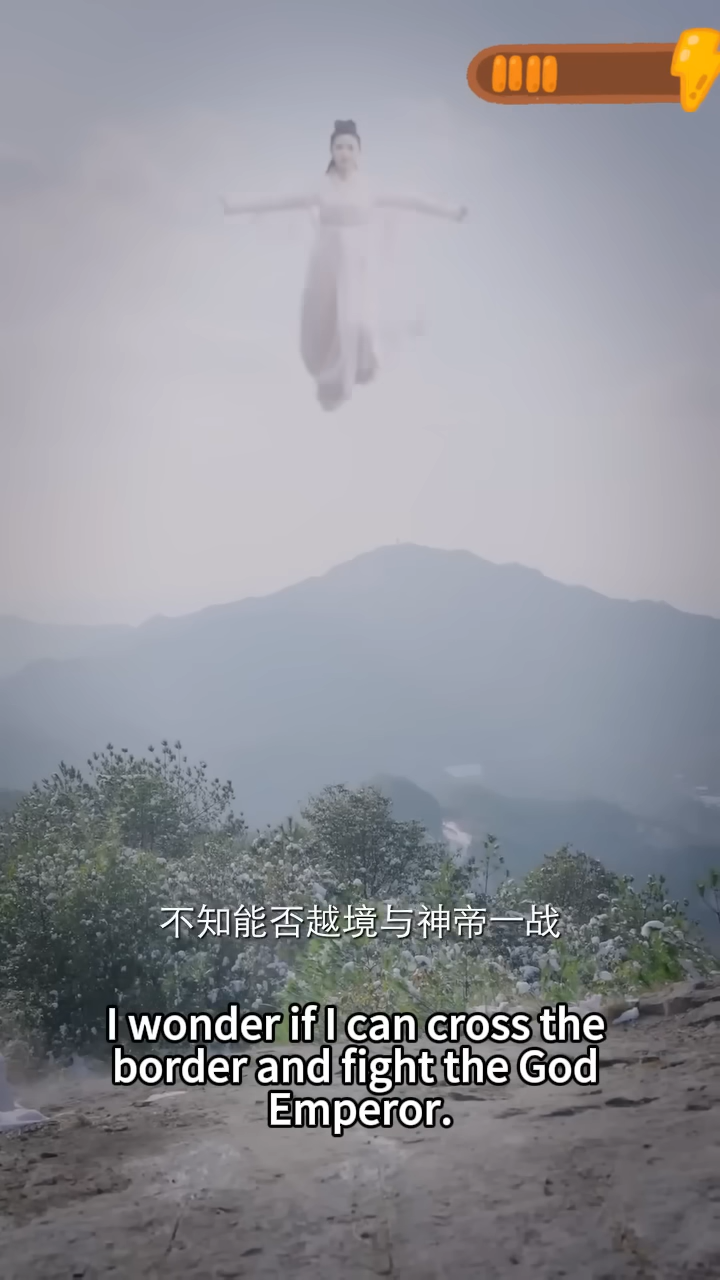 不知能否越境与神帝一战
I wonder if I can cross the
border and fight the God
Emperor.